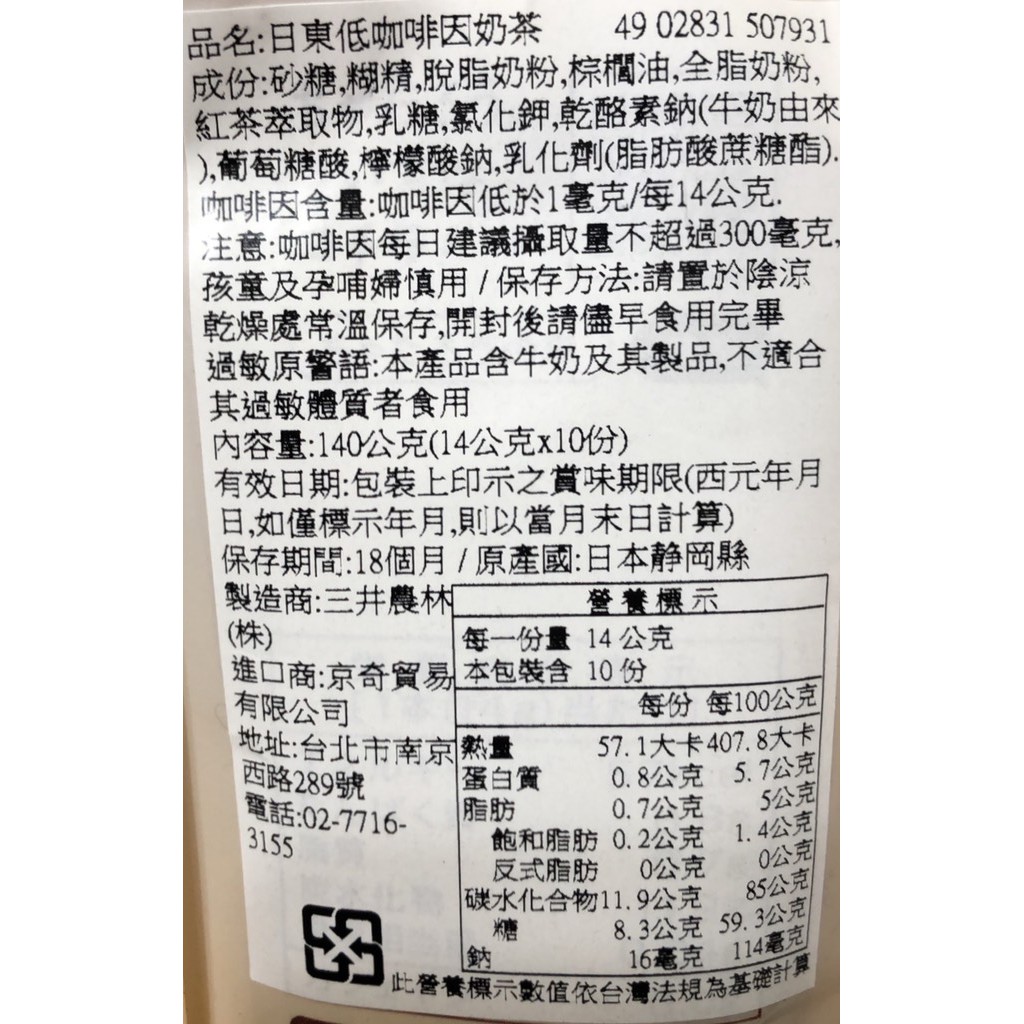 品名:日東低咖啡因奶茶 49 02831 507931
成份:砂糖,糊精,脫脂奶粉,棕櫚油,全脂奶粉,
紅茶萃取物,乳糖,氯化鉀,乾酪素鈉(牛奶由來
),葡萄糖酸,檸檬酸鈉,乳化劑(脂肪酸蔗糖酯).
咖啡因含量:咖啡因低於1毫克/每14公克.
注意:咖啡因每日建議攝取量不超過300毫克,
孩童及孕哺婦慎用 / 保存方法:請置於陰涼
乾燥處常溫保存,開封後請儘早食用完畢
過敏原警語:本產品含牛奶及其製品,不適合
其過敏體質者食用
內容量:140公克(14公克x10份)
有效日期:包裝上印示之賞味期限(西元年月
日,如僅標示年月,則以當月末日計算)
保存期間:18個月 / 原產國:日本静岡縣
製造商:三井農林
(株)
進口商:京奇貿易
有限公司
地址:台北市南京
西路289號
電話:02-7716-
3155
營養標示
每一份量 14 公克
本包裝含 10 份
每份 每100公克
熱量 57.1大卡 407.8大卡
蛋白質 0.8公克 5.7公克
脂肪 0.7公克 5公克
飽和脂肪 0.2公克 1.4公克
反式脂肪 0公克 0公克
碳水化合物 11.9公克 85公克
糖 8.3公克 59.3公克
鈉 16毫克 114毫克
此營養標示數值依台灣法規為基礎計算